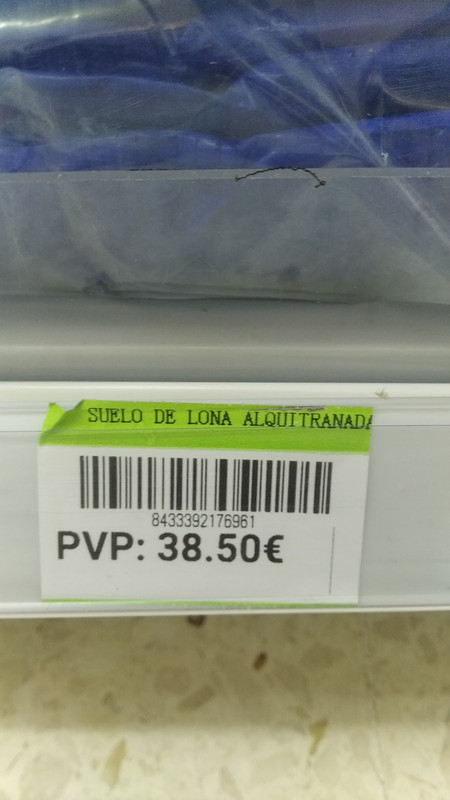 SUELO DE LONA ALQUITRANADA
8433392176961
PVP: 38.50€